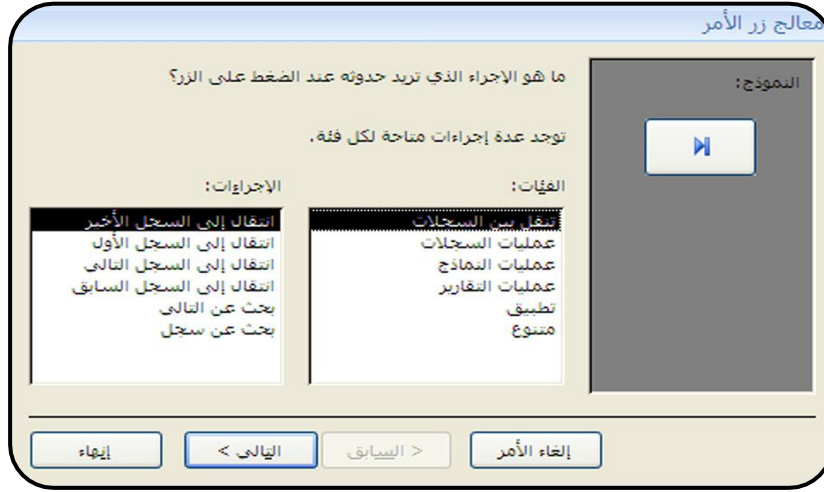 معالج زر الأمر
النموذج:
ما هو الإجراء الذي تريد حدوثه عند الضغط على الزر؟
توجد عدة إجراءات متاحة لكل فئة.
الفئات:
تنقل بين السجلات
عمليات السجلات
عمليات النماذج
عمليات التقارير
تطبيق
متنوع
الإجراءات:
انتقال إلى السجل الأخير
انتقال إلى السجل الأول
انتقال إلى السجل التالي
انتقال إلى السجل السابق
بحث عن التالي
بحث عن سجل
إلغاء الأمر
< السابق
التالي >
إنهاء